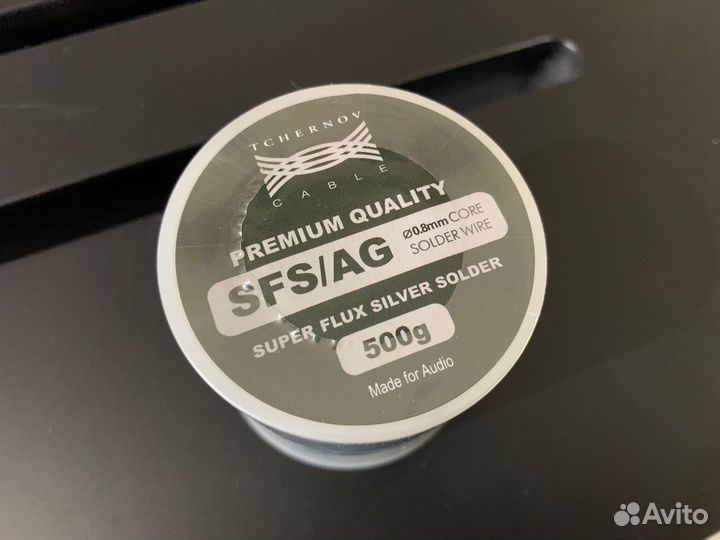 TCHERNOV
CABLE
PREMIUM QUALITY
SFS/AG ⌀0.8mm CORE
SOLDER WIRE
SUPER FLUX SILVER SOLDER
500g
Made for Audio
Avito